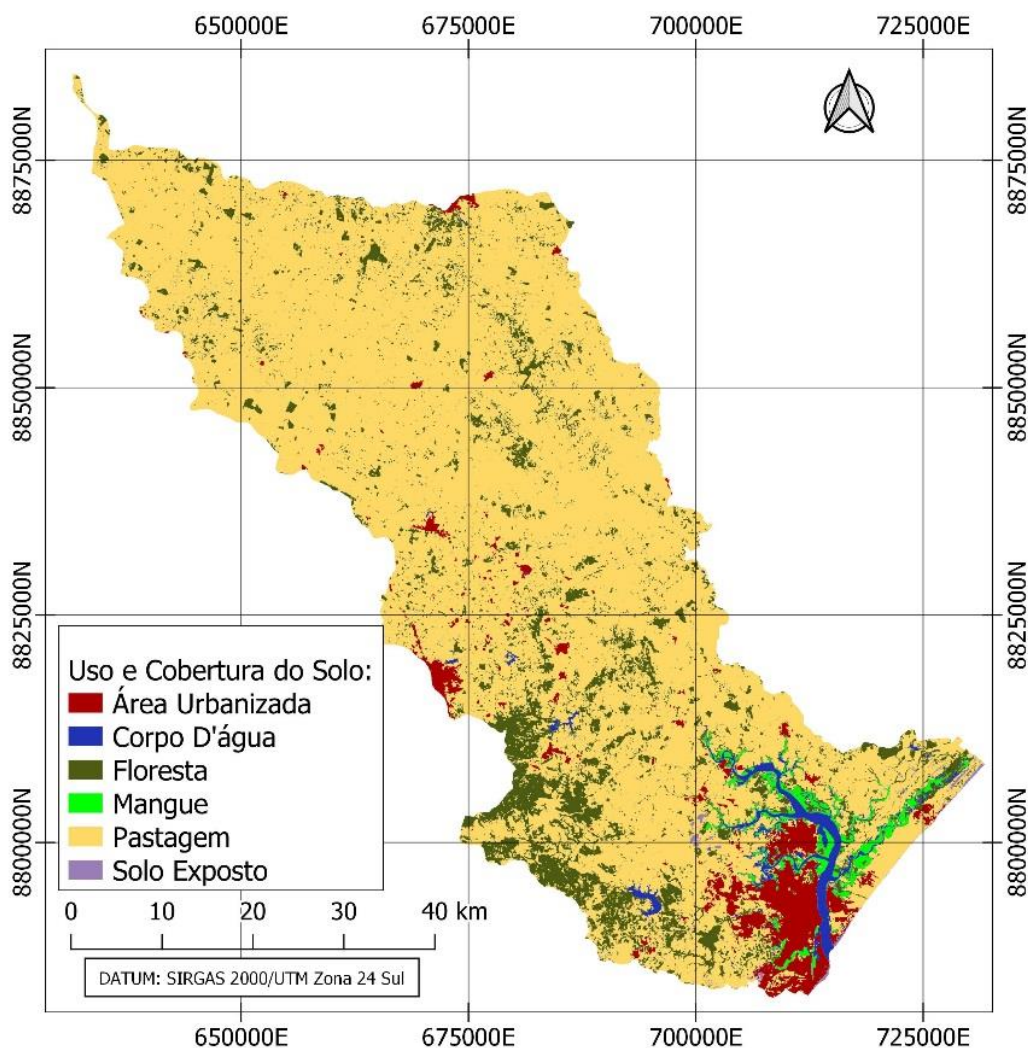 650000E 675000E 700000E 725000E
8875000N 8875000N
8850000N 8850000N
8825000N 8825000N
8800000N 8800000N
Uso e Cobertura do Solo:
Área Urbanizada
Corpo D'água
Floresta
Mangue
Pastagem
Solo Exposto
0 10 20 30 40 km
DATUM: SIRGAS 2000/UTM Zona 24 Sul
650000E 675000E 700000E 725000E